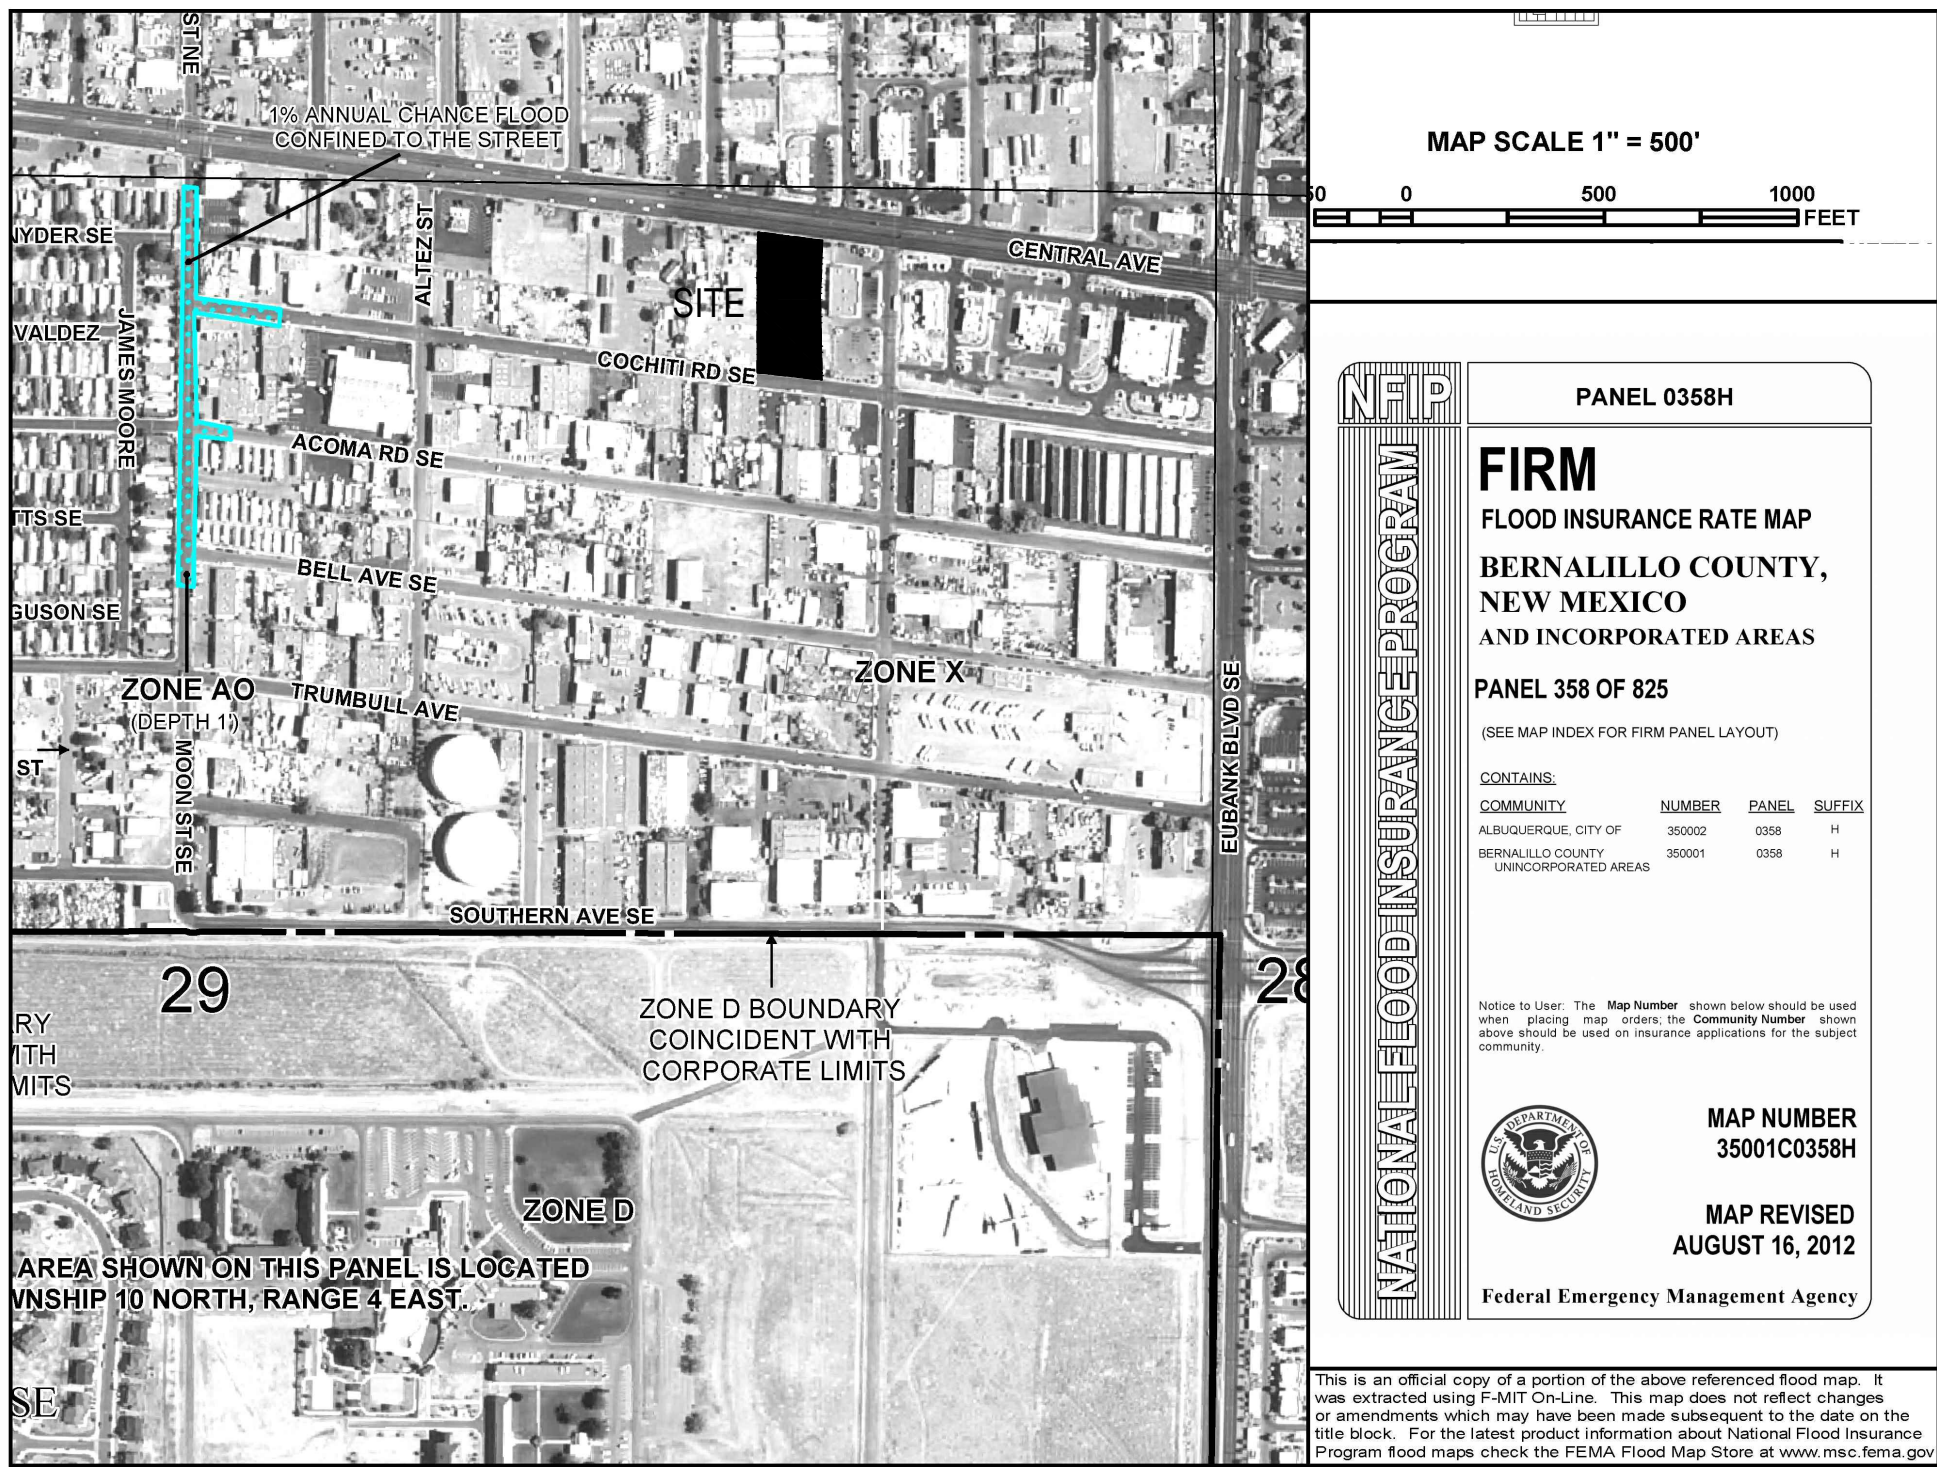 ST NE
1% ANNUAL CHANCE FLOOD
CONFINED TO THE STREET
NYDER SE
ALTEZ ST
CENTRAL AVE
SITE
VALDEZ
JAMES MOORE
COCHITI RD SE
ACOMA RD SE
TTS SE
BELL AVE SE
GUSON SE
ZONE X
ZONE AO
(DEPTH 1')
TRUMBULL AVE
EUBANK BLVD SE
ST
MOON ST SE
SOUTHERN AVE SE
29
28
ZONE D BOUNDARY
COINCIDENT WITH
CORPORATE LIMITS
ARY
WITH
MITS
ZONE D
AREA SHOWN ON THIS PANEL IS LOCATED
WNSHIP 10 NORTH, RANGE 4 EAST.
SE
MAP SCALE 1" = 500'
50 0 500 1000
FEET
NFIP
NATIONAL FLOOD INSURANCE PROGRAM
PANEL 0358H
FIRM
FLOOD INSURANCE RATE MAP
BERNALILLO COUNTY,
NEW MEXICO
AND INCORPORATED AREAS
PANEL 358 OF 825
(SEE MAP INDEX FOR FIRM PANEL LAYOUT)
CONTAINS:
COMMUNITY NUMBER PANEL SUFFIX
ALBUQUERQUE, CITY OF 350002 0358 H
BERNALILLO COUNTY 350001 0358 H
UNINCORPORATED AREAS
Notice to User: The Map Number shown below should be used
when placing map orders; the Community Number shown
above should be used on insurance applications for the subject
community.
U.S. DEPARTMENT OF
HOMELAND SECURITY
MAP NUMBER
35001C0358H
MAP REVISED
AUGUST 16, 2012
Federal Emergency Management Agency
This is an official copy of a portion of the above referenced flood map. It
was extracted using F-MIT On-Line. This map does not reflect changes
or amendments which may have been made subsequent to the date on the
title block. For the latest product information about National Flood Insurance
Program flood maps check the FEMA Flood Map Store at www.msc.fema.gov